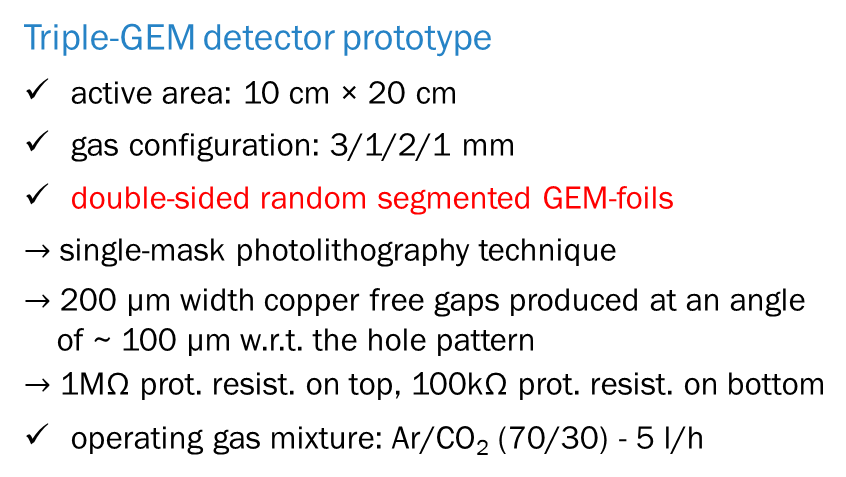 Triple-GEM detector prototype
✓ active area: 10 cm × 20 cm
✓ gas configuration: 3/1/2/1 mm
✓ double-sided random segmented GEM-foils
→ single-mask photolithography technique
→ 200 µm width copper free gaps produced at an angle
of ~ 100 µm w.r.t. the hole pattern
→ 1MΩ prot. resist. on top, 100kΩ prot. resist. on bottom
✓ operating gas mixture: Ar/CO₂ (70/30) - 5 l/h